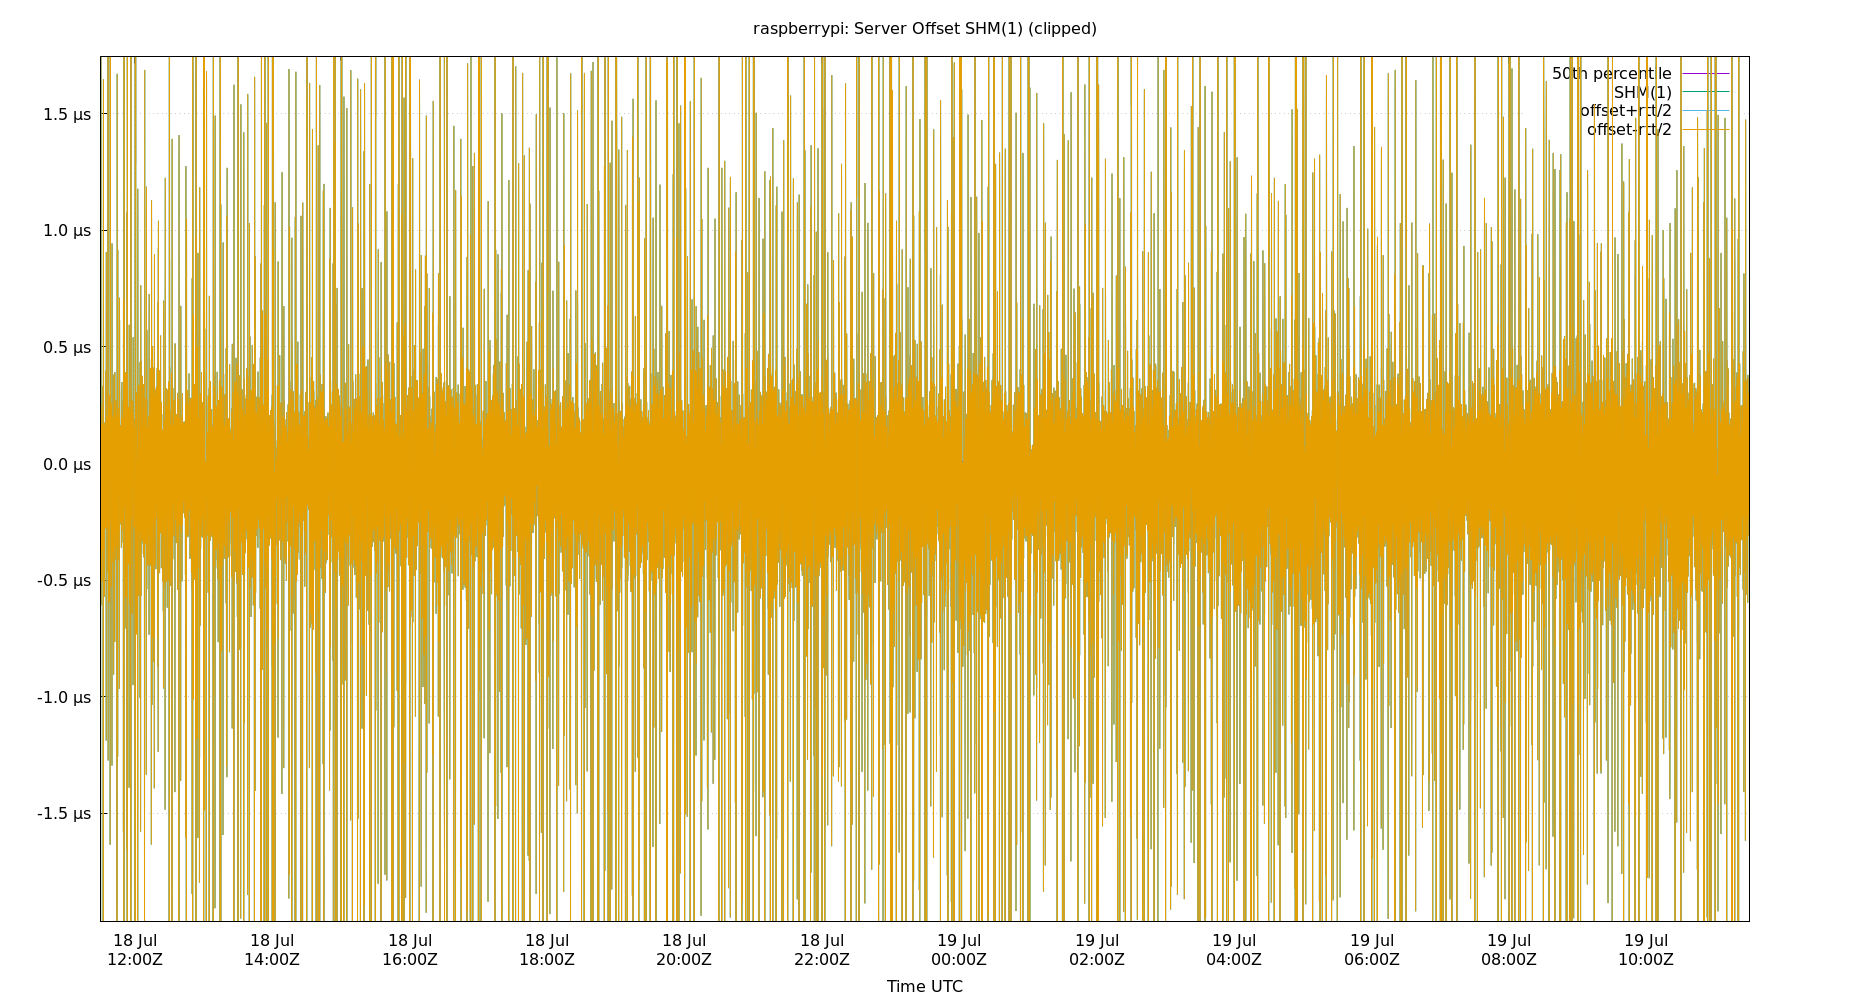 raspberrypi: Server Offset SHM(1) (clipped)
50th percentile
SHM(1)
offset+rtt/2
offset-rtt/2
1.5 µs
1.0 µs
0.5 µs
0.0 µs
-0.5 µs
-1.0 µs
-1.5 µs
18 Jul 18 Jul 18 Jul 18 Jul 18 Jul 18 Jul 19 Jul 19 Jul 19 Jul 19 Jul 19 Jul 19 Jul
12:00Z 14:00Z 16:00Z 18:00Z 20:00Z 22:00Z 00:00Z 02:00Z 04:00Z 06:00Z 08:00Z 10:00Z
Time UTC